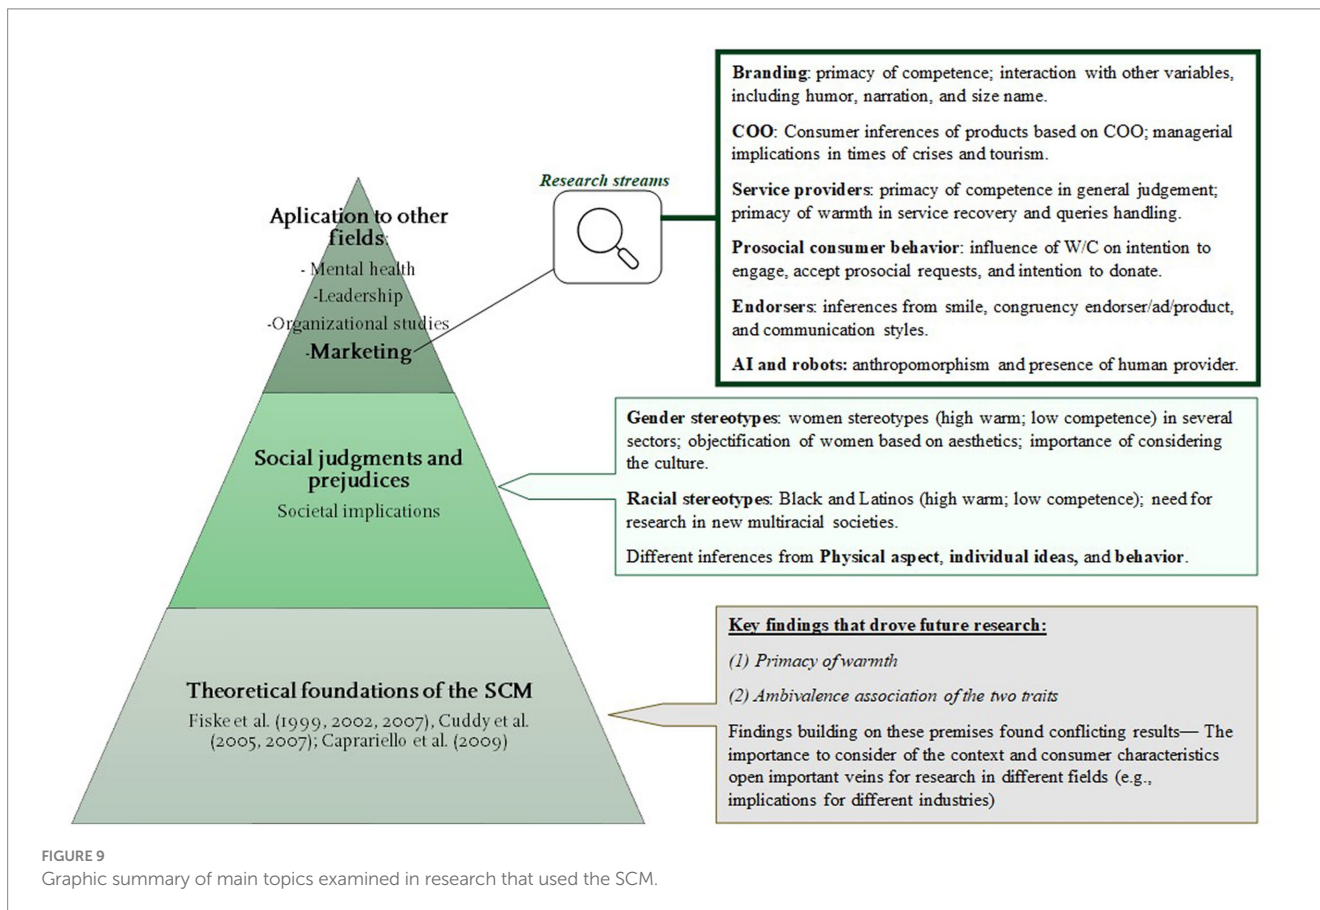 Aplication to other
fields:
- Mental health
-Leadership
-Organizational studies
-Marketing
Research streams
Branding: primacy of competence; interaction with other variables,
including humor, narration, and size name.
COO: Consumer inferences of products based on COO; managerial
implications in times of crises and tourism.
Service providers: primacy of competence in general judgement;
primacy of warmth in service recovery and queries handling.
Prosocial consumer behavior: influence of W/C on intention to
engage, accept prosocial requests, and intention to donate.
Endorsers: inferences from smile, congruency endorser/ad/product,
and communication styles.
AI and robots: anthropomorphism and presence of human provider.
Social judgments and
prejudices
Societal implications
Gender stereotypes: women stereotypes (high warm; low competence) in several
sectors; objectification of women based on aesthetics; importance of considering
the culture.
Racial stereotypes: Black and Latinos (high warm; low competence); need for
research in new multiracial societies.
Different inferences from Physical aspect, individual ideas, and behavior.
Theoretical foundations of the SCM
Fiske et al. (1999, 2002, 2007), Cuddy et al.
(2005, 2007); Caprariello et al. (2009)
Key findings that drove future research:
(1) Primacy of warmth
(2) Ambivalence association of the two traits
Findings building on these premises found conflicting results— The
importance to consider of the context and consumer characteristics
open important veins for research in different fields (e.g.,
implications for different industries)
FIGURE 9
Graphic summary of main topics examined in research that used the SCM.